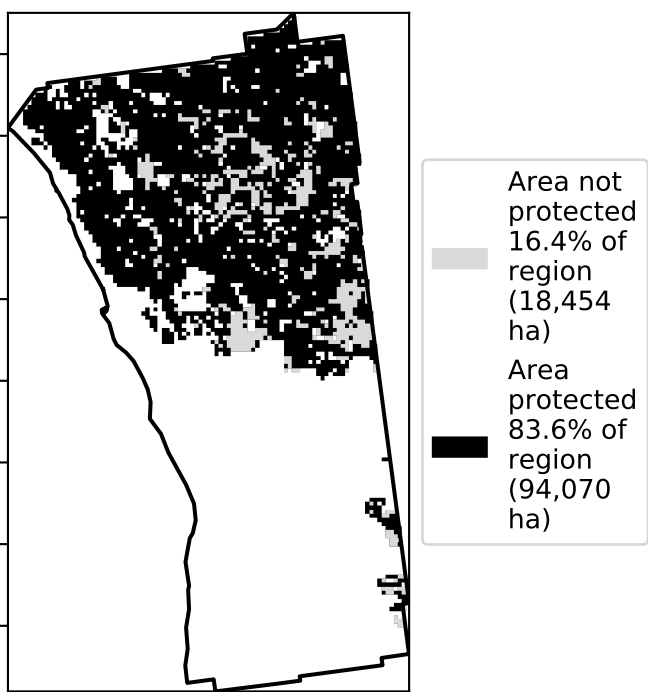 Area not
protected
16.4% of
region
(18,454
ha)
Area
protected
83.6% of
region
(94,070
ha)